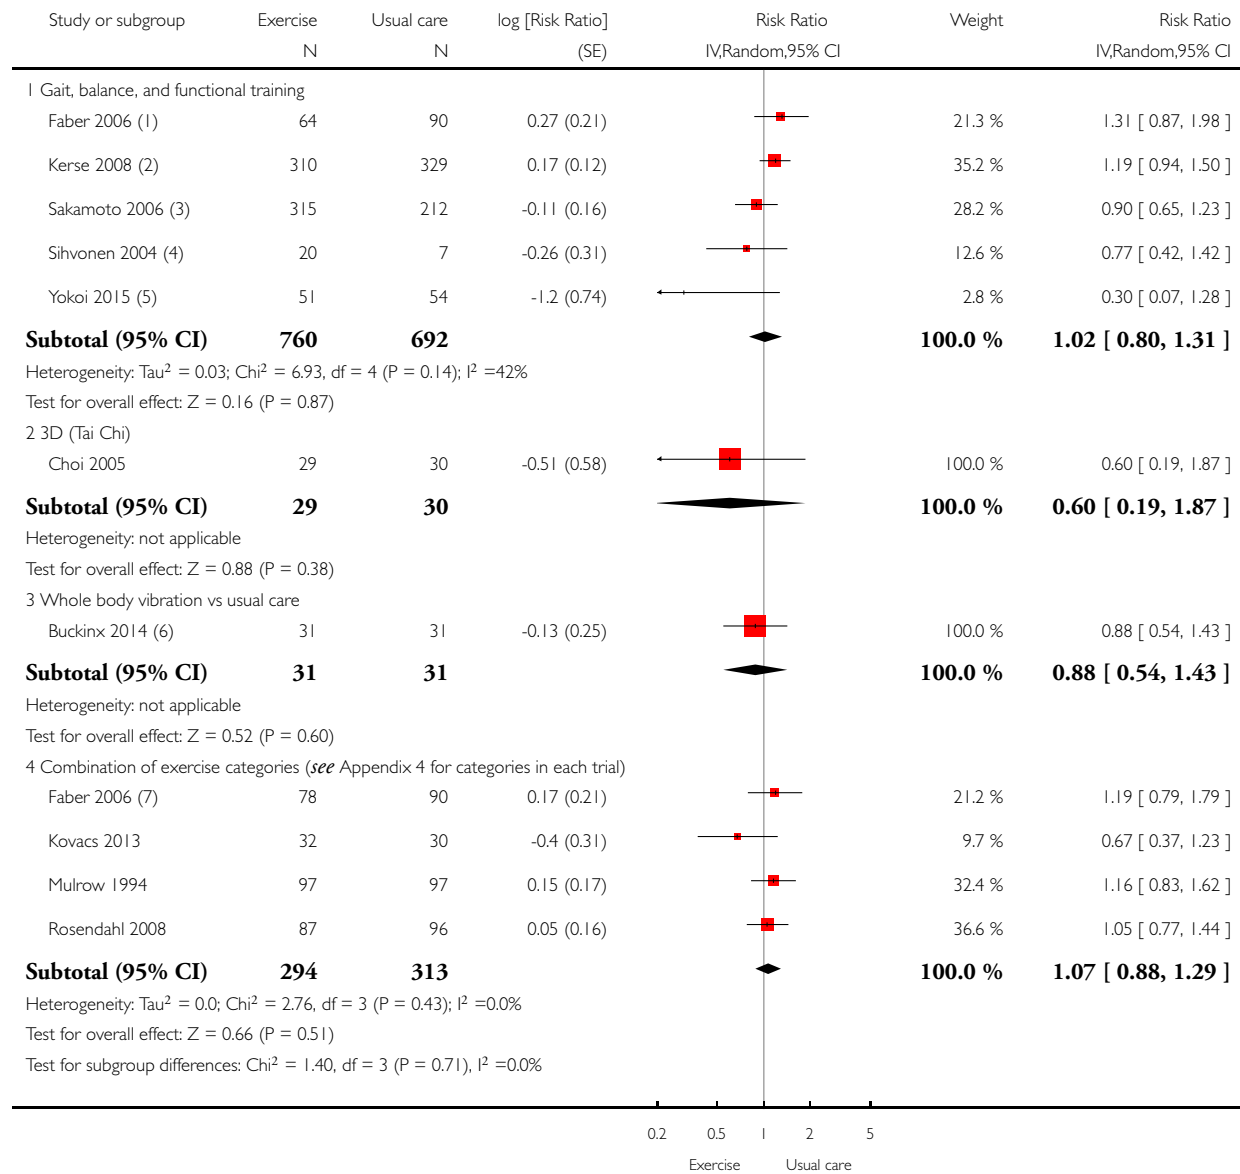 Study or subgroup Exercise Usual care log [Risk Ratio] Risk Ratio Weight Risk Ratio
N N (SE) IV,Random,95% CI IV,Random,95% CI
1 Gait, balance, and functional training
Faber 2006 (1) 64 90 0.27 (0.21) 21.3 % 1.31 [ 0.87, 1.98 ]
Kerse 2008 (2) 310 329 0.17 (0.12) 35.2 % 1.19 [ 0.94, 1.50 ]
Sakamoto 2006 (3) 315 212 -0.11 (0.16) 28.2 % 0.90 [ 0.65, 1.23 ]
Sihvonen 2004 (4) 20 7 -0.26 (0.31) 12.6 % 0.77 [ 0.42, 1.42 ]
Yokoi 2015 (5) 51 54 -1.2 (0.74) 2.8 % 0.30 [ 0.07, 1.28 ]
Subtotal (95% CI) 760 692 100.0 % 1.02 [ 0.80, 1.31 ]
Heterogeneity: Tau² = 0.03; Chi² = 6.93, df = 4 (P = 0.14); I² =42%
Test for overall effect: Z = 0.16 (P = 0.87)
2 3D (Tai Chi)
Choi 2005 29 30 -0.51 (0.58) 100.0 % 0.60 [ 0.19, 1.87 ]
Subtotal (95% CI) 29 30 100.0 % 0.60 [ 0.19, 1.87 ]
Heterogeneity: not applicable
Test for overall effect: Z = 0.88 (P = 0.38)
3 Whole body vibration vs usual care
Buckinx 2014 (6) 31 31 -0.13 (0.25) 100.0 % 0.88 [ 0.54, 1.43 ]
Subtotal (95% CI) 31 31 100.0 % 0.88 [ 0.54, 1.43 ]
Heterogeneity: not applicable
Test for overall effect: Z = 0.52 (P = 0.60)
4 Combination of exercise categories (see Appendix 4 for categories in each trial)
Faber 2006 (7) 78 90 0.17 (0.21) 21.2 % 1.19 [ 0.79, 1.79 ]
Kovacs 2013 32 30 -0.4 (0.31) 9.7 % 0.67 [ 0.37, 1.23 ]
Mulrow 1994 97 97 0.15 (0.17) 32.4 % 1.16 [ 0.83, 1.62 ]
Rosendahl 2008 87 96 0.05 (0.16) 36.6 % 1.05 [ 0.77, 1.44 ]
Subtotal (95% CI) 294 313 100.0 % 1.07 [ 0.88, 1.29 ]
Heterogeneity: Tau² = 0.0; Chi² = 2.76, df = 3 (P = 0.43); I² =0.0%
Test for overall effect: Z = 0.66 (P = 0.51)
Test for subgroup differences: Chi² = 1.40, df = 3 (P = 0.71), I² =0.0%
0.2 0.5 1 2 5
Exercise Usual care